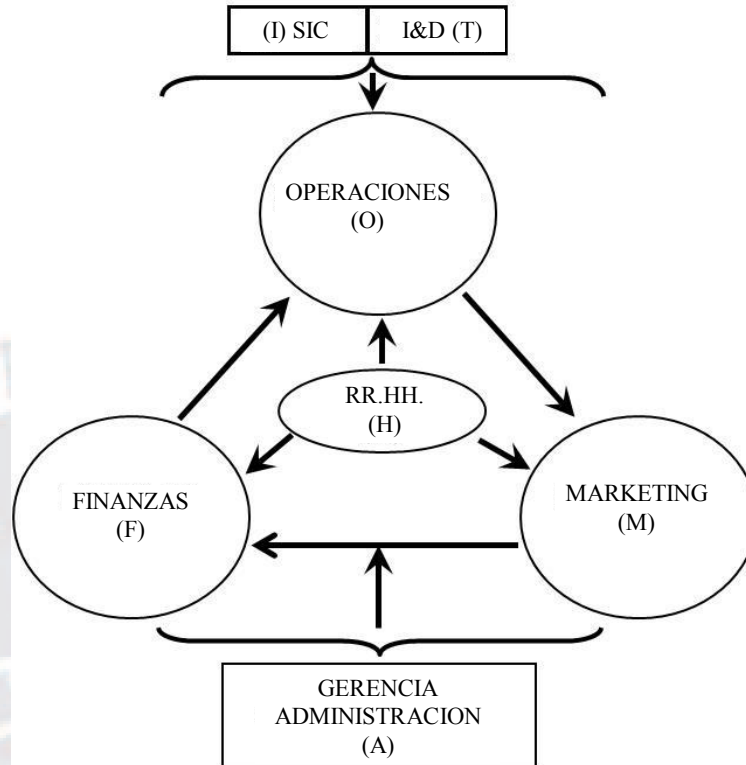 (I) SIC I&D (T)
OPERACIONES
(O)
RR.HH.
(H)
FINANZAS
(F)
MARKETING
(M)
GERENCIA
ADMINISTRACION
(A)